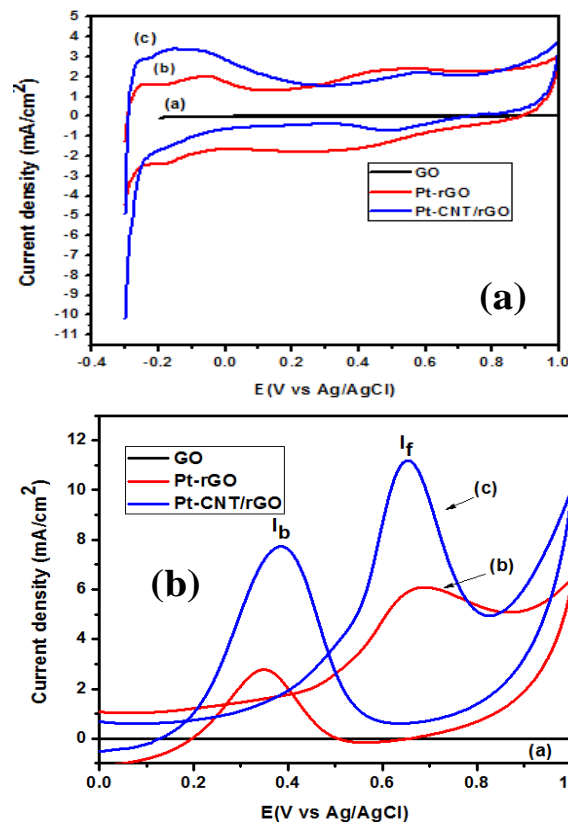 5
4
3
2
1
0
-1
-2
-3
-4
-5
-6
-7
-8
-9
-10
-11
Current density (mA/cm2)
(c)
(b)
(a)
GO
Pt-rGO
Pt-CNT/rGO
(a)
-0.4 -0.2 0.0 0.2 0.4 0.6 0.8 1.0
E(V vs Ag/AgCl)
12
10
8
6
4
2
0
Current density (mA/cm2)
GO
Pt-rGO
Pt-CNT/rGO
Ib
If
(c)
(b)
(b)
(a)
0.0 0.2 0.4 0.6 0.8 1
E(V vs Ag/AgCl)